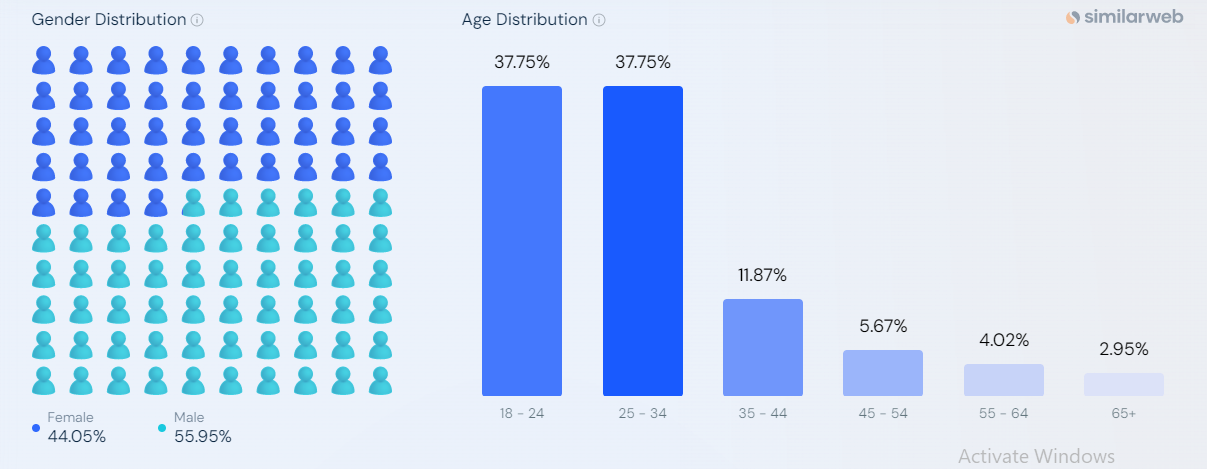 Gender Distribution
Age Distribution
similarweb
37.75%
37.75%
11.87%
5.67%
4.02%
2.95%
18 - 24
25 - 34
35 - 44
45 - 54
55 - 64
65+
Female
44.05%
Male
55.95%
Activate Windows